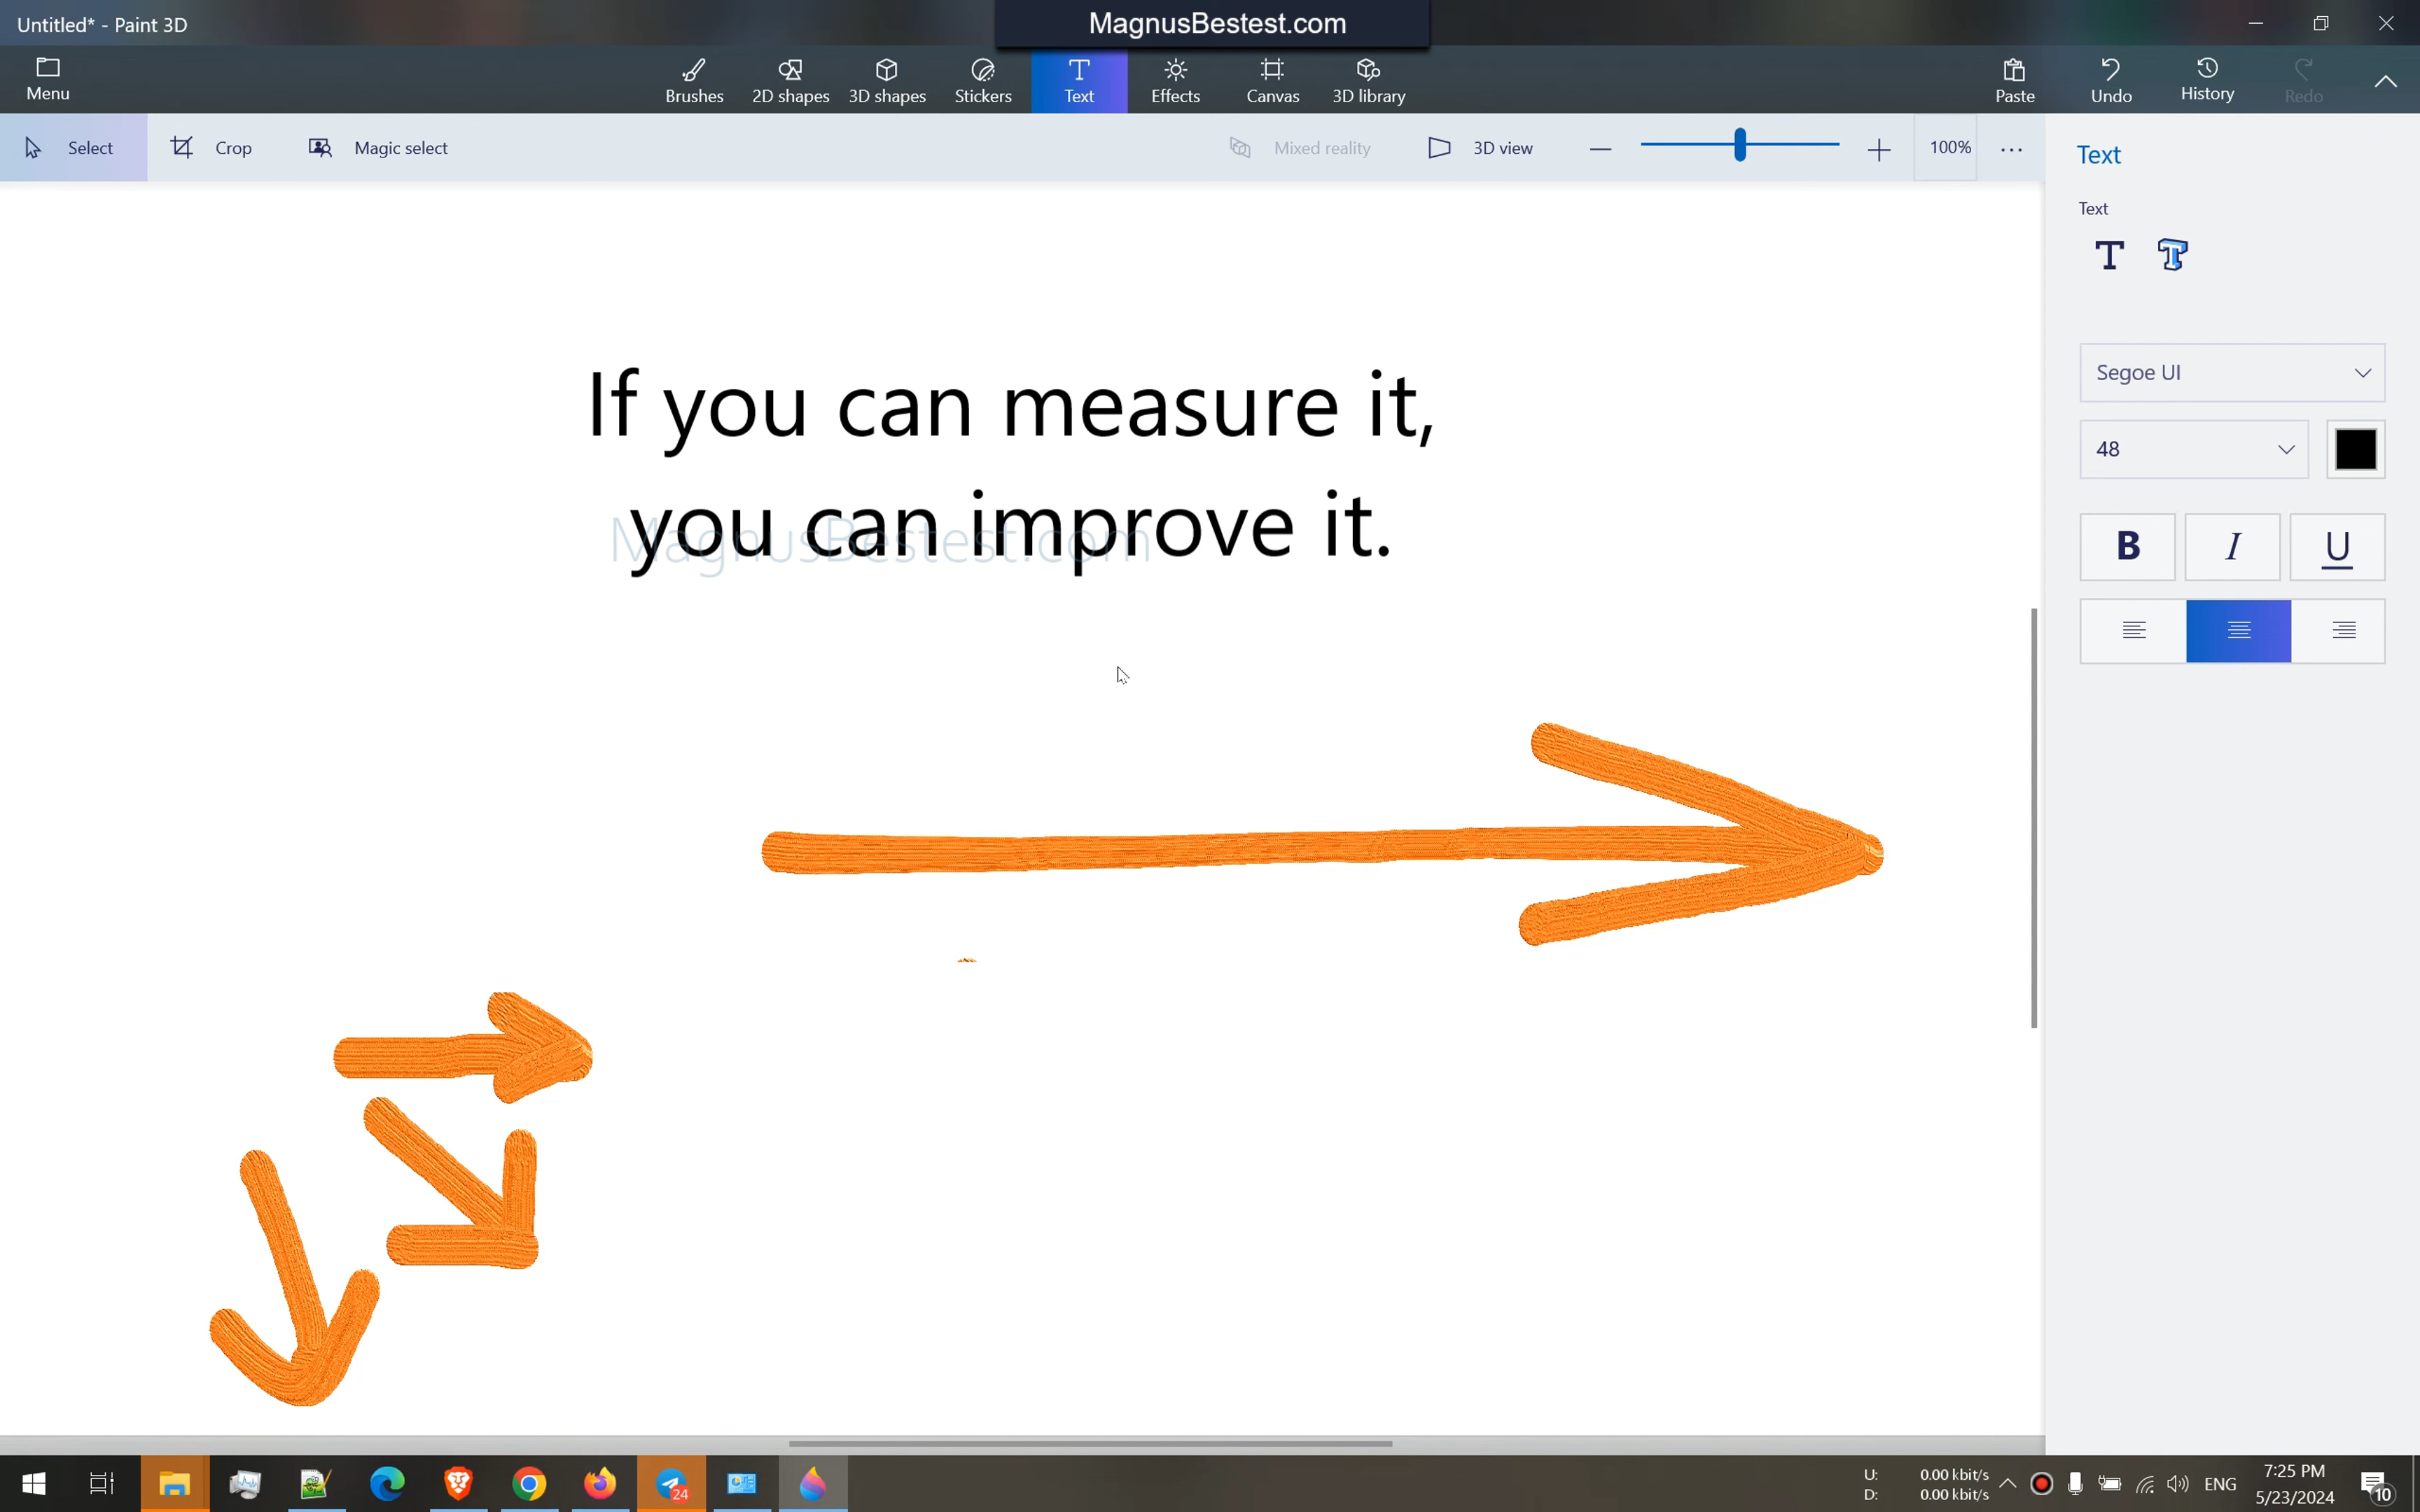 Untitled* - Paint 3D
MagnusBestest.com
Menu
Brushes
2D shapes
3D shapes
Stickers
Text
Effects
Canvas
3D library
Paste
Undo
History
Redo
Select
Crop
Magic select
Mixed reality
3D view
100%
Text
Text
T T
Segoe UI
48
B I U
If you can measure it,
you can improve it.
MagnusBestest.com
24
U: 0.00 kbit/s
D: 0.00 kbit/s
ENG
7:25 PM
5/23/2024
10